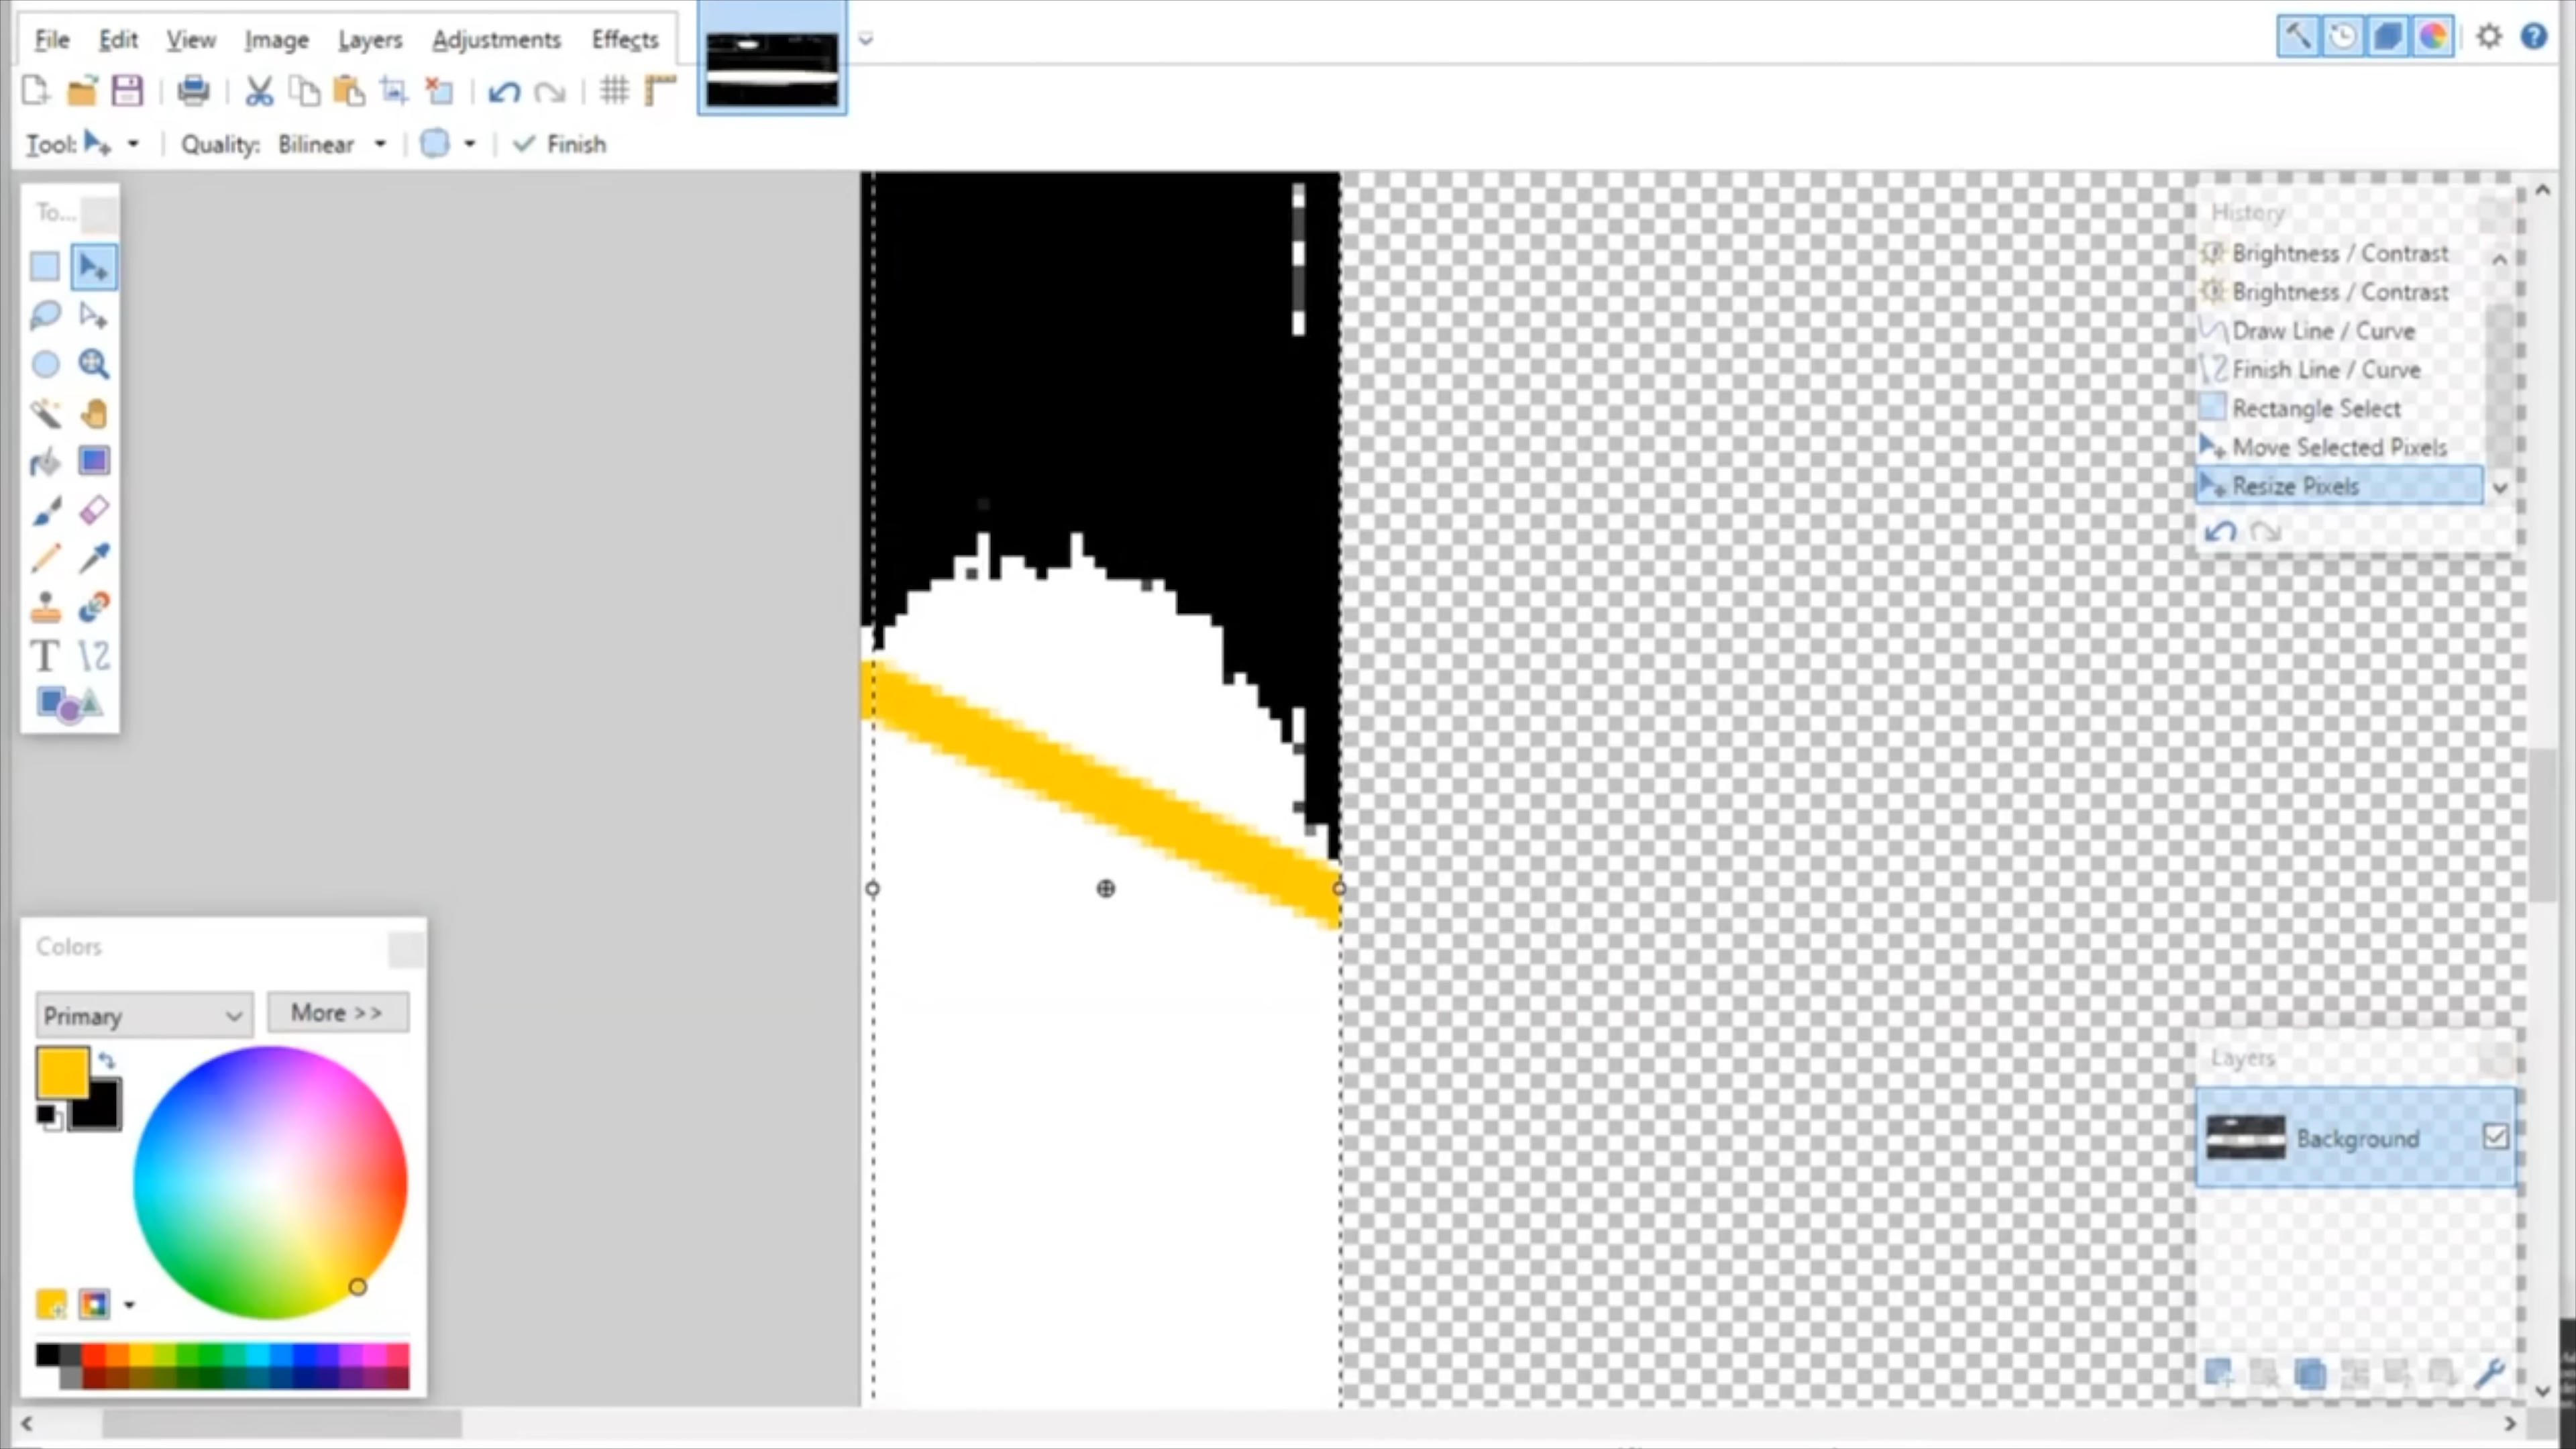 File Edit View Image Layers Adjustments Effects
Tool: Quality: Bilinear Finish
To...
History
Brightness / Contrast
Brightness / Contrast
Draw Line / Curve
Finish Line / Curve
Rectangle Select
Move Selected Pixels
Resize Pixels
Colors
Primary More >>
Layers
Background